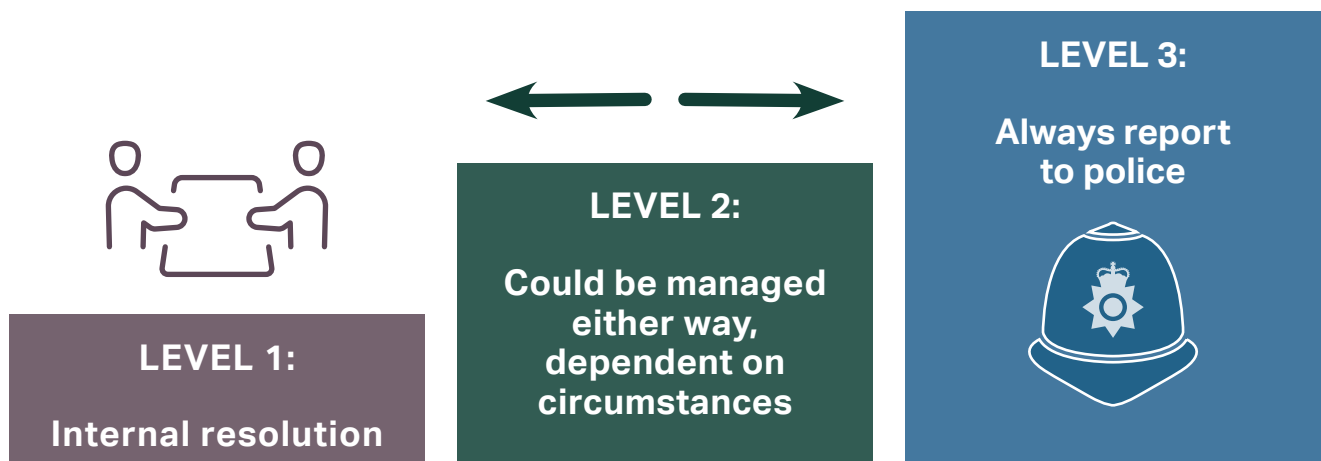 LEVEL 1:
Internal resolution
LEVEL 2:
Could be managed
either way,
dependent on
circumstances
LEVEL 3:
Always report
to police